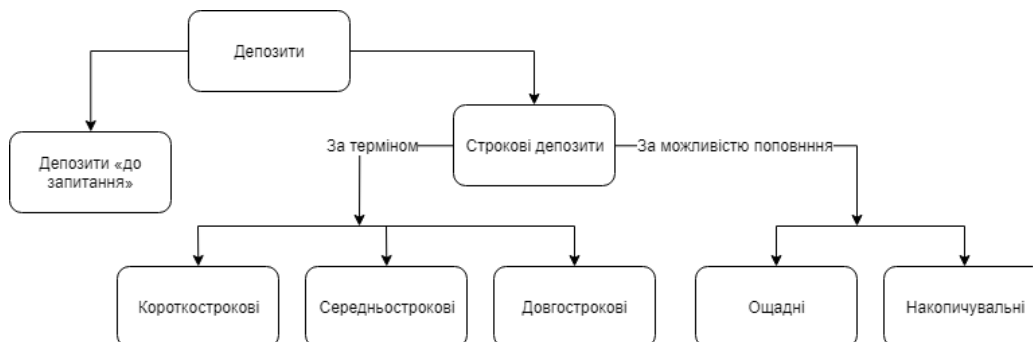 Депозити
Депозити «до
запитання»
За терміном
Строкові депозити
За можливістю поповнння
Короткострокові
Середньострокові
Довгострокові
Ощадні
Накопичувальні